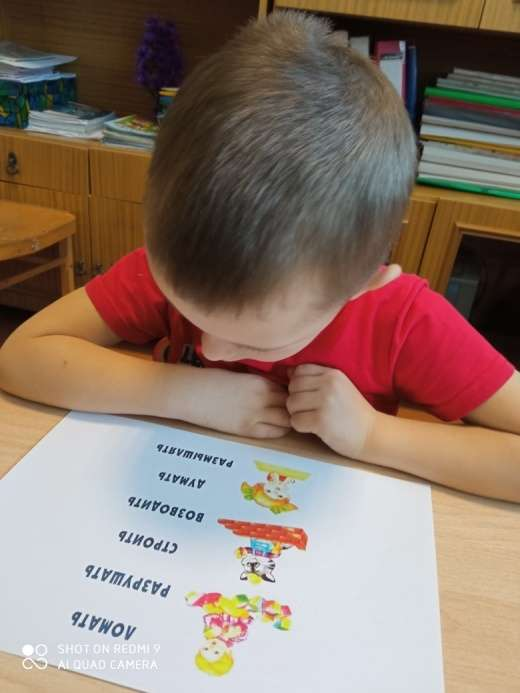 ЛОМАТЬ
РАЗРУШАТЬ
СТРОИТЬ
ВОЗВОДИТЬ
ДУМАТЬ
РАЗМЫШЛЯТЬ
SHOT ON REDMI 9
AI QUAD CAMERA